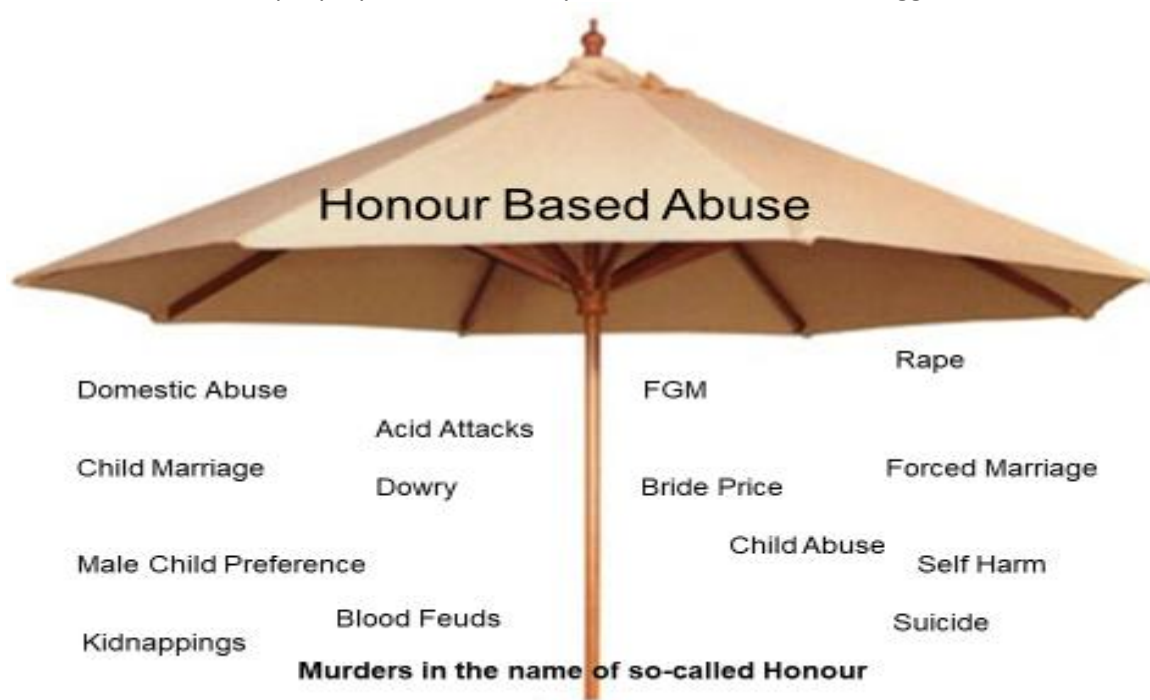 Honour Based Abuse
Rape
Domestic Abuse
FGM
Acid Attacks
Child Marriage
Forced Marriage
Dowry
Bride Price
Child Abuse
Male Child Preference
Self Harm
Blood Feuds
Suicide
Kidnappings
Murders in the name of so-called Honour